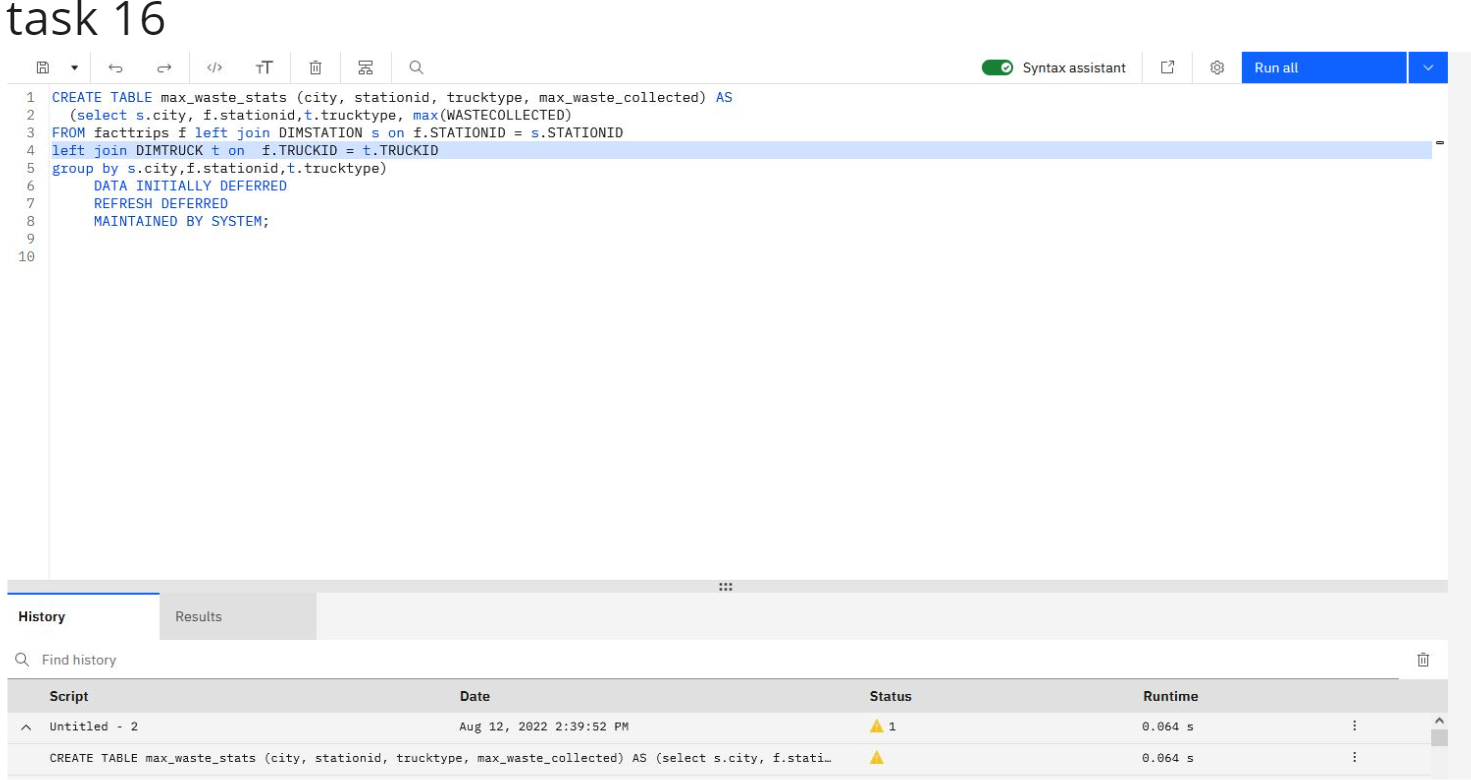 task 16
</> TT Syntax assistant Run all
1 CREATE TABLE max_waste_stats (city, stationid, trucktype, max_waste_collected) AS
2 (select s.city, f.stationid,t.trucktype, max(WASTECOLLECTED)
3 FROM facttrips f left join DIMSTATION s on f.STATIONID = s.STATIONID
4 left join DIMTRUCK t on  f.TRUCKID = t.TRUCKID
5 group by s.city,f.stationid,t.trucktype)
6 DATA INITIALLY DEFERRED
7 REFRESH DEFERRED
8 MAINTAINED BY SYSTEM;
9
10
History Results
Find history
Script Date Status Runtime
Untitled - 2 Aug 12, 2022 2:39:52 PM 1 0.064 s
CREATE TABLE max_waste_stats (city, stationid, trucktype, max_waste_collected) AS (select s.city, f.stati… 0.064 s